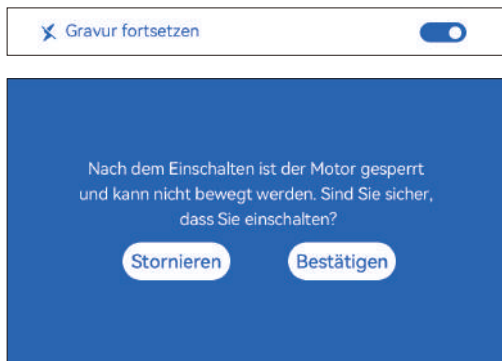 Gravur fortsetzen
Nach dem Einschalten ist der Motor gesperrt
und kann nicht bewegt werden. Sind Sie sicher,
dass Sie einschalten?
Stornieren
Bestätigen